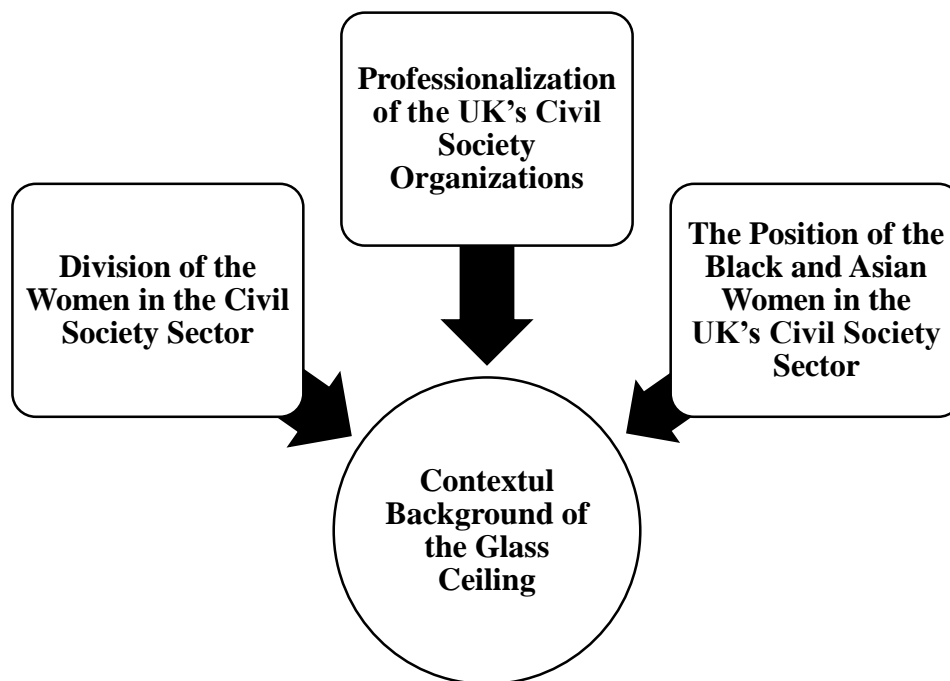 Professionalization
of the UK’s Civil
Society
Organizations
Division of the
Women in the Civil
Society Sector
The Position of the
Black and Asian
Women in the
UK’s Civil Society
Sector
Contextul
Background of
the Glass
Ceiling